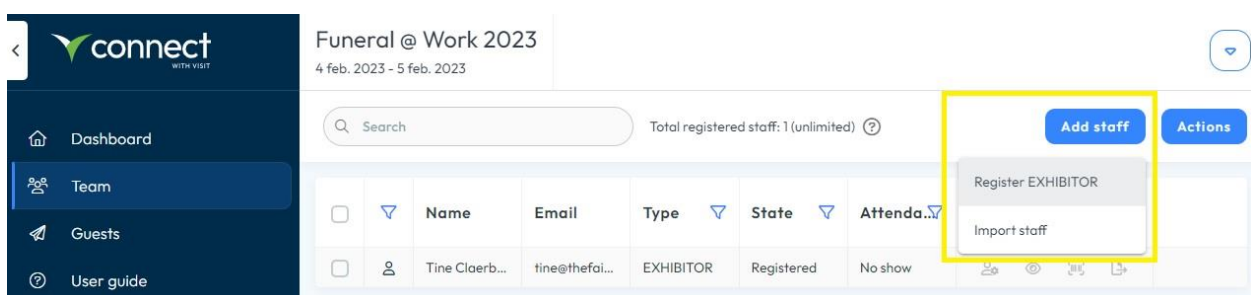 connect
WITH VISIT
Dashboard
Team
Guests
User guide
Funeral @ Work 2023
4 feb. 2023 - 5 feb. 2023
Search
Total registered staff: 1 (unlimited) ?
Add staff
Actions
Register EXHIBITOR
Import staff
Name Email Type State Attenda...
Tine Claerb... tine@thefai... EXHIBITOR Registered No show